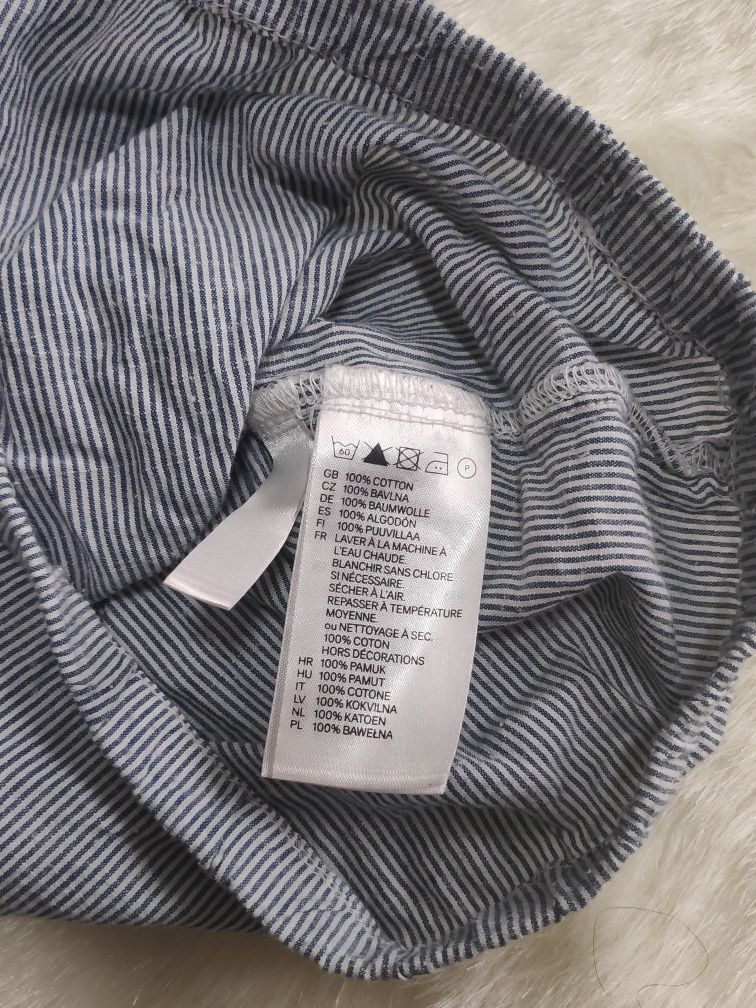 60 P
GB 100% COTTON
CZ 100% BAVLNA
DE 100% BAUMWOLLE
ES 100% ALGODÓN
FI 100% PUUVILLAA
FR LAVER À LA MACHINE À
L'EAU CHAUDE.
BLANCHIR SANS CHLORE
SI NÉCESSAIRE.
SÉCHER À L'AIR.
REPASSER À TEMPÉRATURE
MOYENNE.
ou NETTOYAGE À SEC.
100% COTON
HORS DÉCORATIONS
HR 100% PAMUK
HU 100% PAMUT
IT 100% COTONE
LV 100% KOKVILNA
NL 100% KATOEN
PL 100% BAWEŁNA